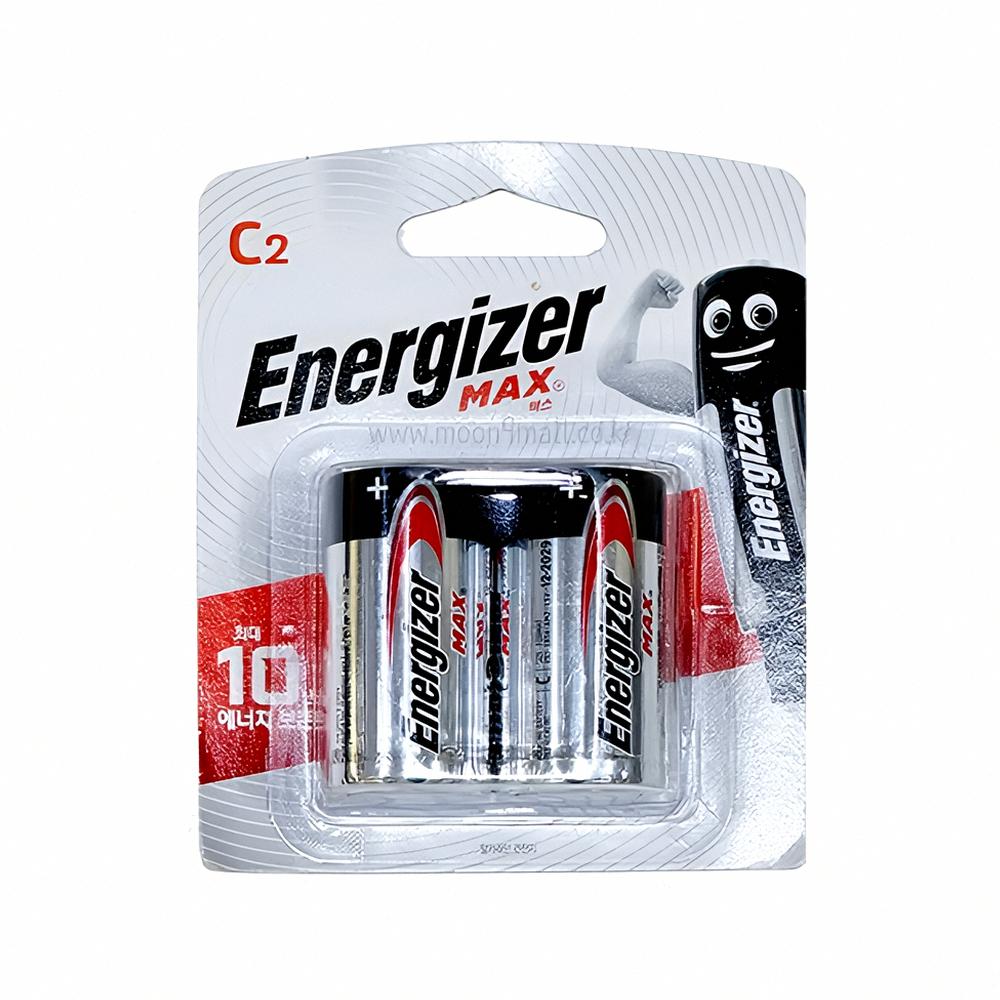 C2
Energizer
MAX
맥스
www.moon9mall.co.kr
Energizer
+
+
Energizer
MAX
12-2029
Energizer
MAX
최대
10
에너지